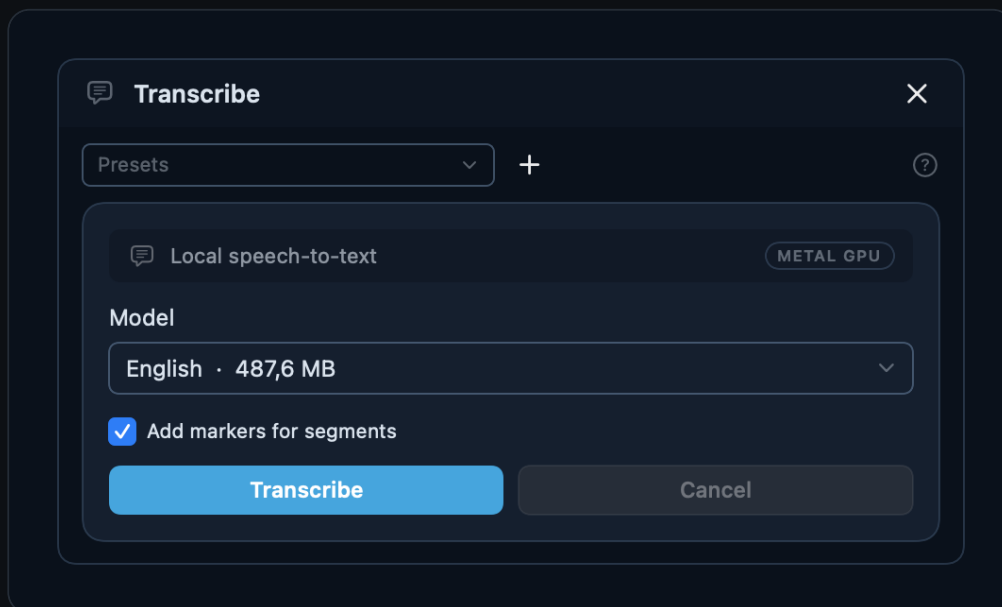 Transcribe
Presets
?
Local speech-to-text
METAL GPU
Model
English · 487,6 MB
Add markers for segments
Transcribe
Cancel